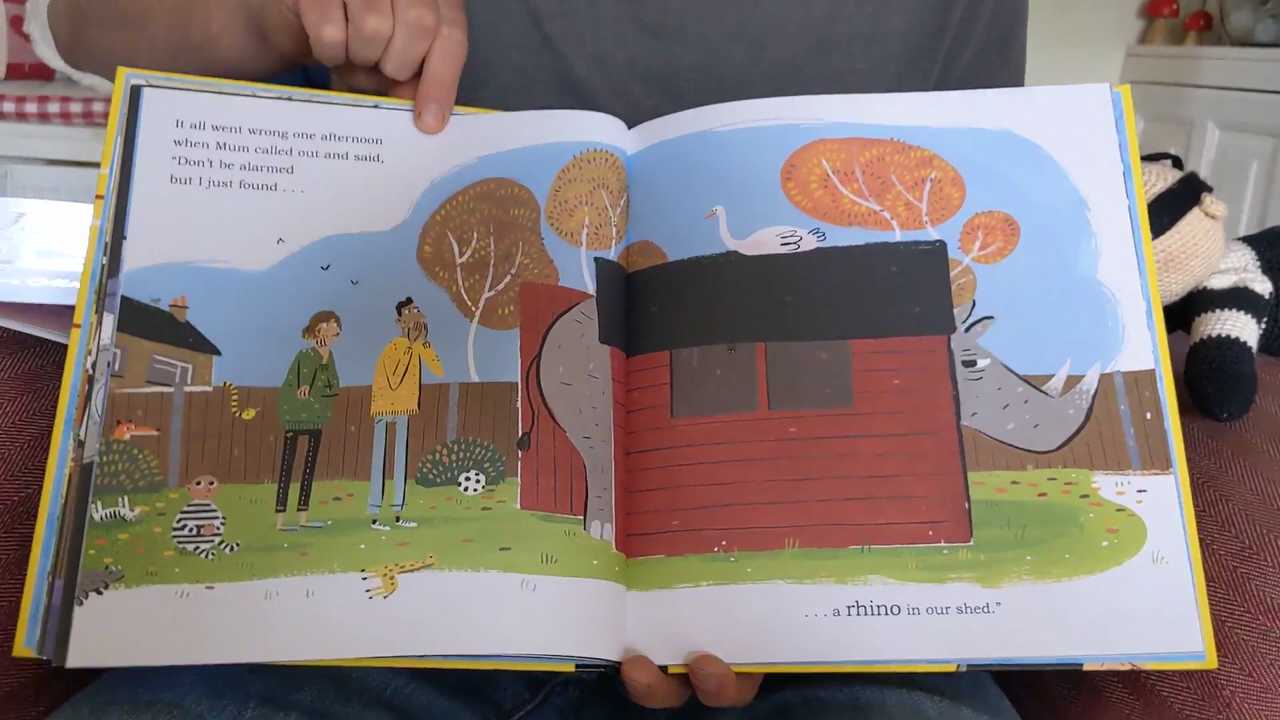 It all went wrong one afternoon
when Mum called out and said,
“Don’t be alarmed
but I just found . . .
. . . a rhino in our shed.”